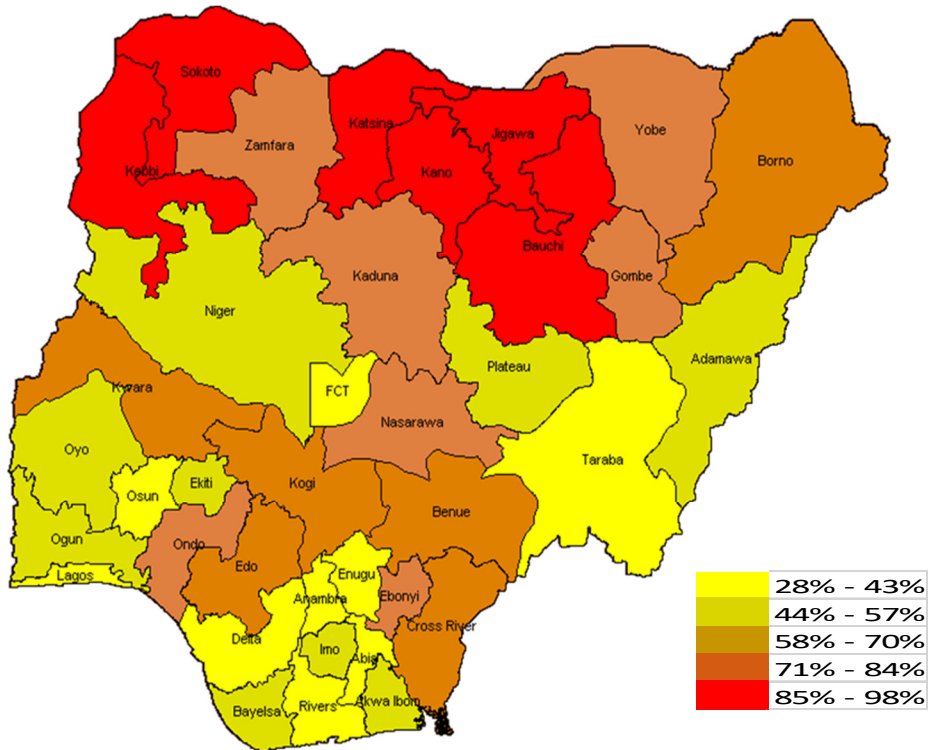 Sokoto
Katsina
Jigawa
Yobe
Zamfara
Borno
Kebbi
Kano
Bauchi
Gombe
Kaduna
Niger
Adamawa
Plateau
FCT
Kwara
Nasarawa
Oyo
Taraba
Ekiti
Kogi
Osun
Benue
Ogun
Ondo
Edo
Lagos
Enugu
Anambra
Ebonyi
Cross River
Delta
Imo
Abia
Akwa Ibom
Rivers
Bayelsa
28% - 43%
44% - 57%
58% - 70%
71% - 84%
85% - 98%